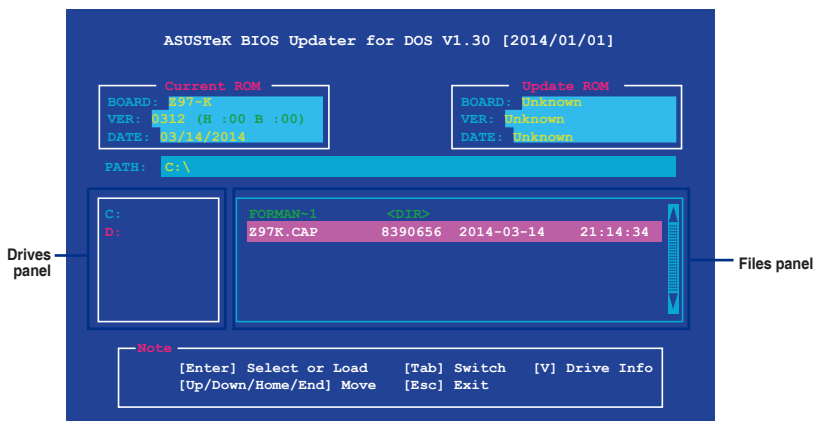 ASUSTeK BIOS Updater for DOS V1.30 [2014/01/01]
Current ROM
BOARD: Z97-K
VER: 0312 (H :00 B :00)
DATE: 03/14/2014
Update ROM
BOARD: Unknown
VER: Unknown
DATE: Unknown
PATH: C:\
C:
D:
FORMAN~1 <DIR>
Z97K.CAP 8390656 2014-03-14 21:14:34
Drives
panel
Files panel
Note
[Enter] Select or Load [Tab] Switch [V] Drive Info
[Up/Down/Home/End] Move [Esc] Exit